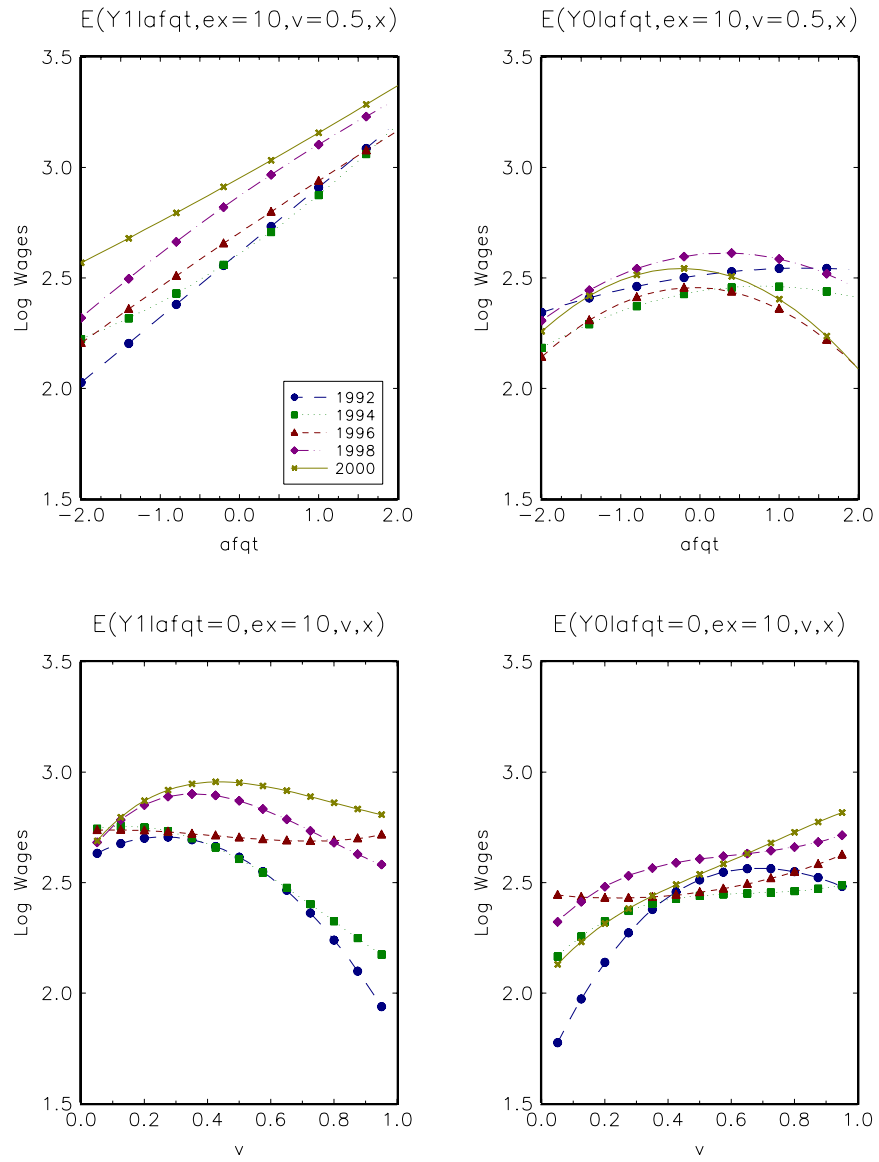 E(Y1|afqt,ex=10,v=0.5,x)
3.5
3.0
2.5
2.0
1.5
Log Wages
−2.0 −1.0 0.0 1.0 2.0
afqt
1992
1994
1996
1998
2000
E(Y0|afqt,ex=10,v=0.5,x)
3.5
3.0
2.5
2.0
1.5
Log Wages
−2.0 −1.0 0.0 1.0 2.0
afqt
E(Y1|afqt=0,ex=10,v,x)
3.5
3.0
2.5
2.0
1.5
Log Wages
0.0 0.2 0.4 0.6 0.8 1.0
v
E(Y0|afqt=0,ex=10,v,x)
3.5
3.0
2.5
2.0
1.5
Log Wages
0.0 0.2 0.4 0.6 0.8 1.0
v